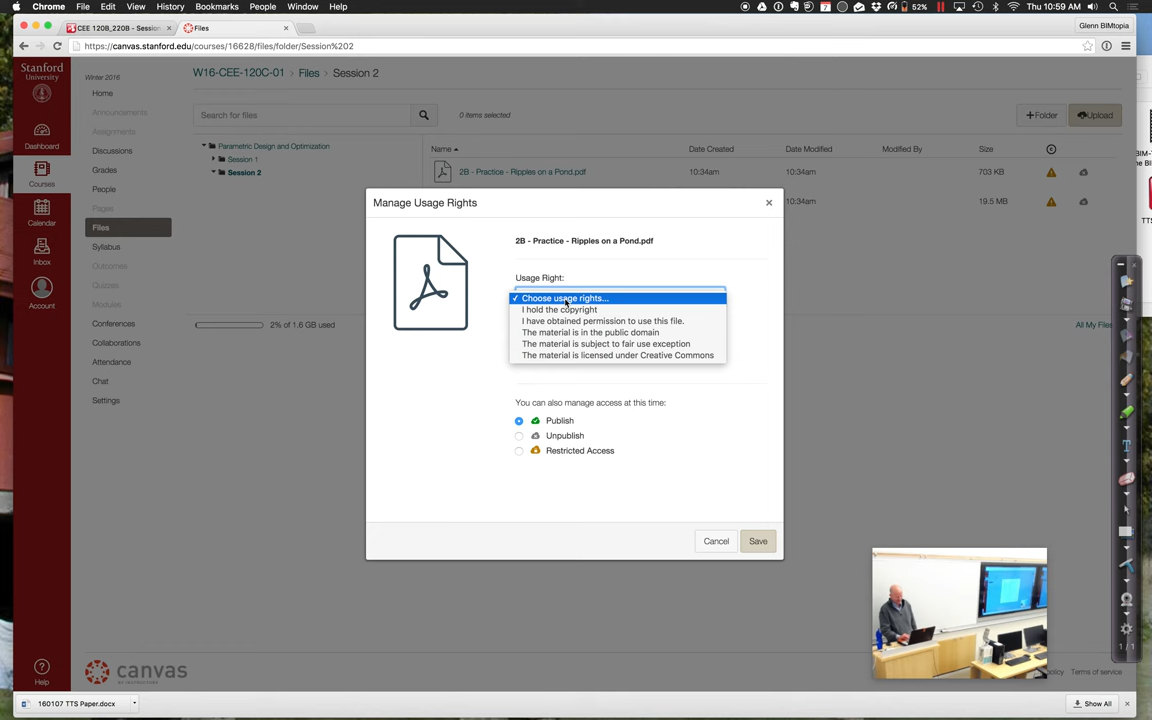 Chrome File Edit View History Bookmarks People Window Help
52% Thu 10:59 AM
CEE 120B_220B - Session
Files
Glenn BIMtopia
https://canvas.stanford.edu/courses/16628/files/folder/Session%202
Stanford
University
Dashboard
Courses
Calendar
Inbox
Account
Help
Winter 2016
Home
Announcements
Assignments
Discussions
Grades
People
Pages
Files
Syllabus
Outcomes
Quizzes
Modules
Conferences
Collaborations
Attendance
Chat
Settings
W16-CEE-120C-01 > Files > Session 2
Search for files
0 items selected
+Folder
Upload
Parametric Design and Optimization
Session 1
Session 2
Name Date Created Date Modified Modified By Size
2B - Practice - Ripples on a Pond.pdf 10:34am 10:34am 703 KB
10:34am 19.5 MB
2% of 1.6 GB used
All My Files
Manage Usage Rights
×
2B - Practice - Ripples on a Pond.pdf
Usage Right:
✓ Choose usage rights...
I hold the copyright
I have obtained permission to use this file.
The material is in the public domain
The material is subject to fair use exception
The material is licensed under Creative Commons
You can also manage access at this time:
Publish
Unpublish
Restricted Access
Cancel
Save
canvas
Terms of service
1 / 1
160107 TTS Paper.docx
Show All